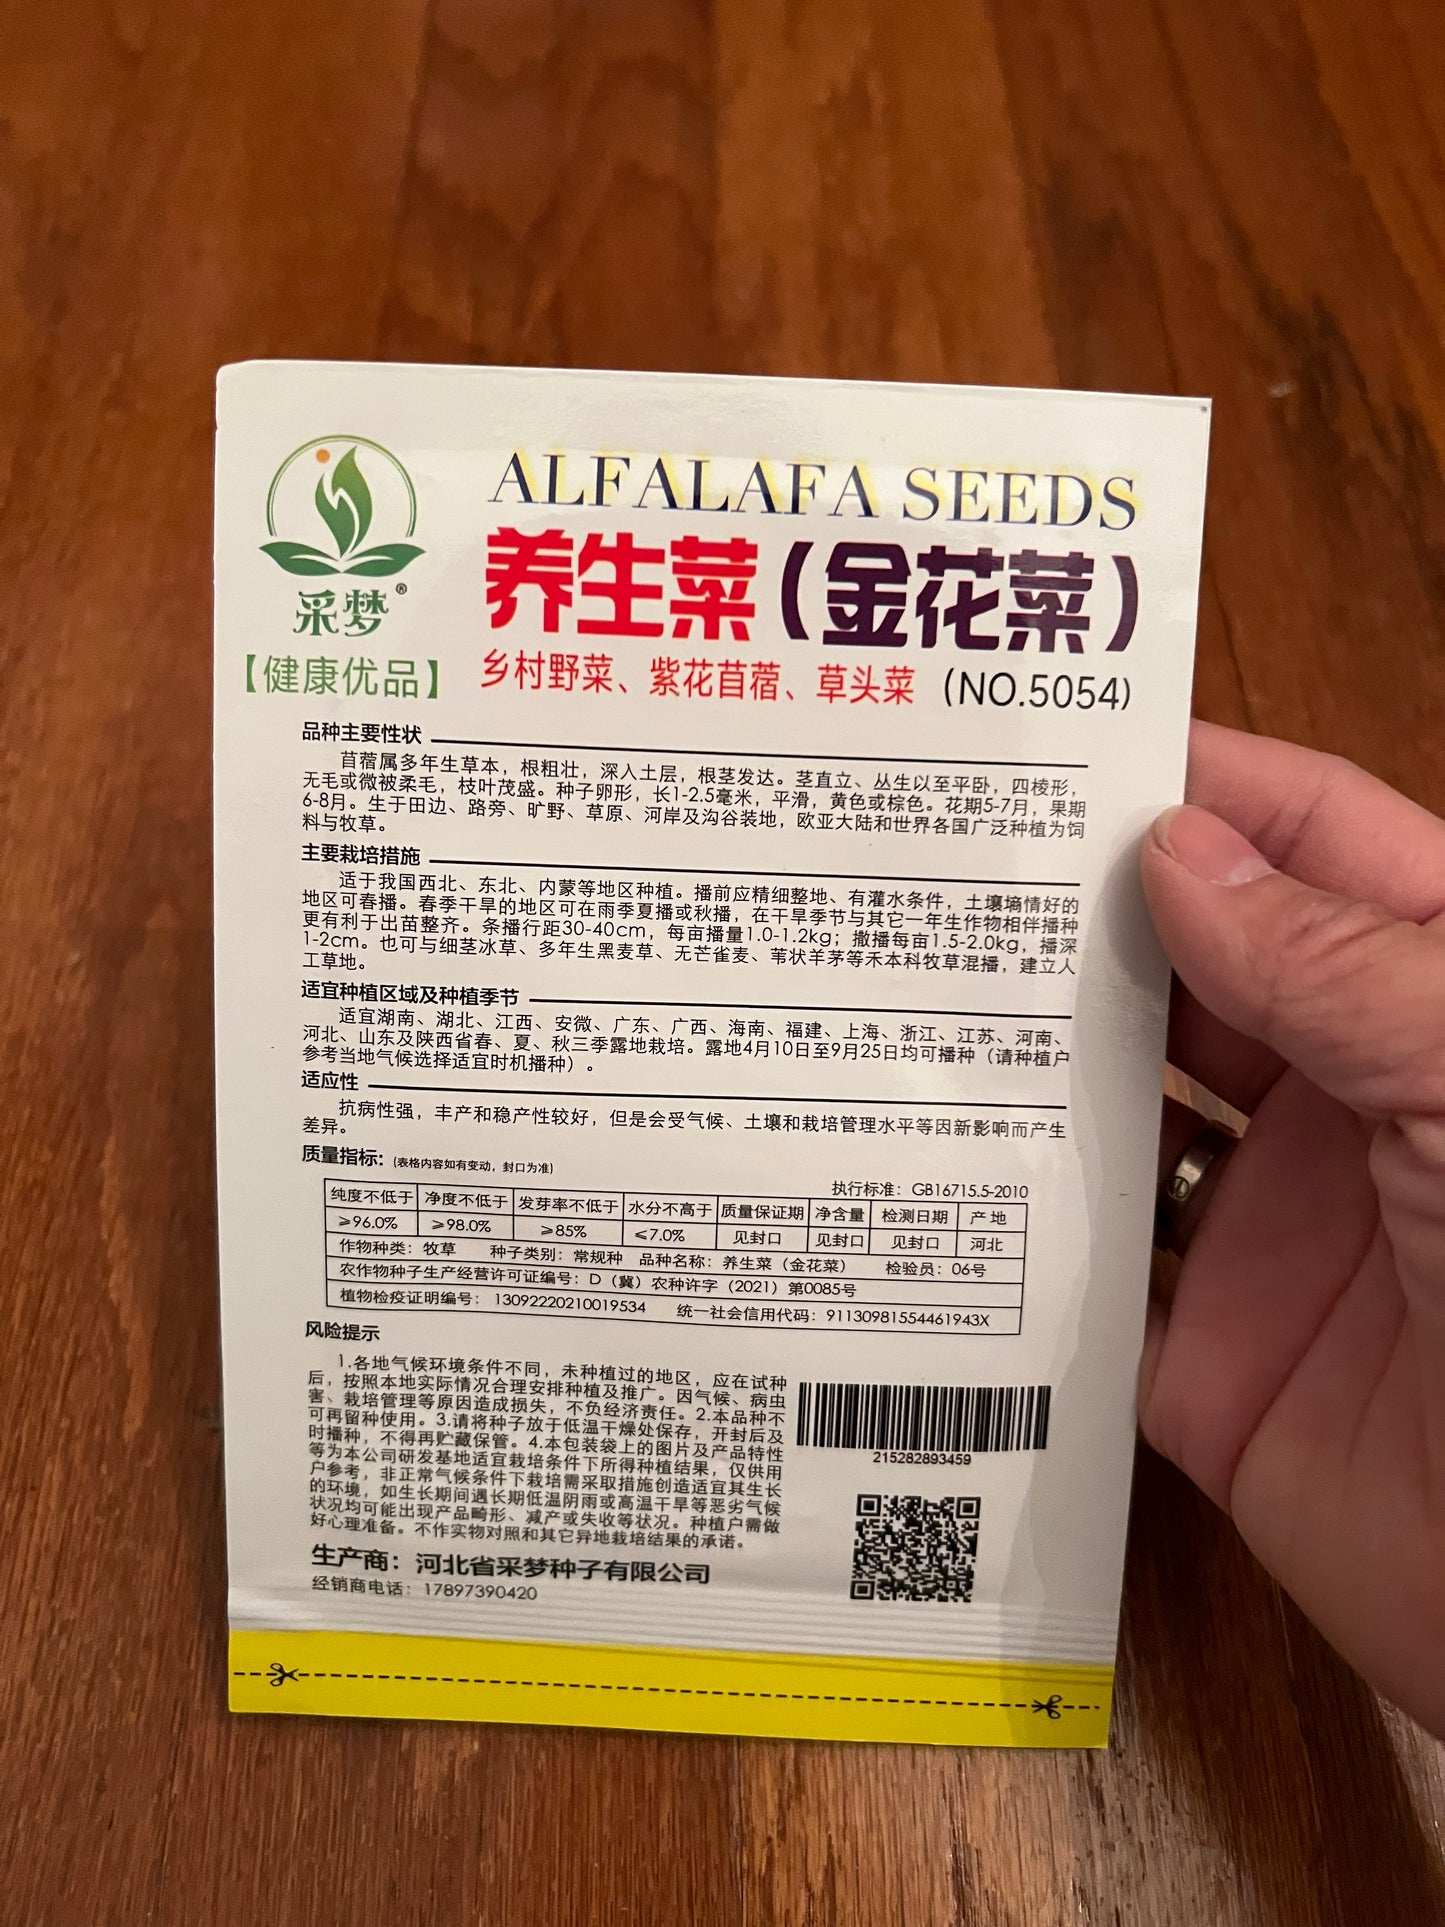 ALFALAFA SEEDS
养生菜（金花菜）
采梦®
【健康优品】
乡村野菜、紫花苜蓿、草头菜 (NO.5054)
品种主要性状
苜蓿属多年生草本，根粗壮，深入土层，根茎发达。茎直立、丛生以至平卧，四棱形，
无毛或微被柔毛，枝叶茂盛。种子卵形，长1-2.5毫米，平滑，黄色或棕色。花期5-7月，果期
6-8月。生于田边、路旁、旷野、草原、河岸及沟谷装地，欧亚大陆和世界各国广泛种植为饲
料与牧草。
主要栽培措施
适于我国西北、东北、内蒙等地区种植。播前应精细整地、有灌水条件，土壤墒情好的
地区可春播。春季干旱的地区可在雨季夏播或秋播，在干旱季节与其它一年生作物相伴播种
更有利于出苗整齐。条播行距30-40cm，每亩播量1.0-1.2kg；撒播每亩1.5-2.0kg，播深
1-2cm。也可与细茎冰草、多年生黑麦草、无芒雀麦、苇状羊茅等禾本科牧草混播，建立人
工草地。
适宜种植区域及种植季节
适宜湖南、湖北、江西、安微、广东、广西、海南、福建、上海、浙江、江苏、河南、
河北、山东及陕西省春、夏、秋三季露地栽培。露地4月10日至9月25日均可播种（请种植户
参考当地气候选择适宜时机播种）。
适应性
抗病性强，丰产和稳产性较好，但是会受气候、土壤和栽培管理水平等因新影响而产生
差异。
质量指标：(表格内容如有变动，封口为准)
执行标准：GB16715.5-2010
纯度不低于 净度不低于 发芽率不低于 水分不高于 质量保证期 净含量 检测日期 产地
≥96.0% ≥98.0% ≥85% ≤7.0% 见封口 见封口 见封口 河北
作物种类：牧草 种子类别：常规种 品种名称：养生菜（金花菜） 检验员：06号
农作物种子生产经营许可证编号：D（冀）农种许字（2021）第0085号
植物检疫证明编号：13092220210019534 统一社会信用代码：91130981554461943X
风险提示
1.各地气候环境条件不同，未种植过的地区，应在试种
后，按照本地实际情况合理安排种植及推广。因气候、病虫
害、栽培管理等原因造成损失，不负经济责任。2.本品种不
可再留种使用。3.请将种子放于低温干燥处保存，开封后及
时播种，不得再贮藏保管。4.本包装袋上的图片及产品特性
等为本公司研发基地适宜栽培条件下所得种植结果，仅供用
户参考，非正常气候条件下栽培需采取措施创造适宜其生长
的环境，如生长期间遇长期低温阴雨或高温干旱等恶劣气候
状况均可能出现产品畸形、减产或失收等状况。种植户需做
好心理准备。不作实物对照和其它异地栽培结果的承诺。
215282893459
生产商：河北省采梦种子有限公司
经销商电话：17897390420